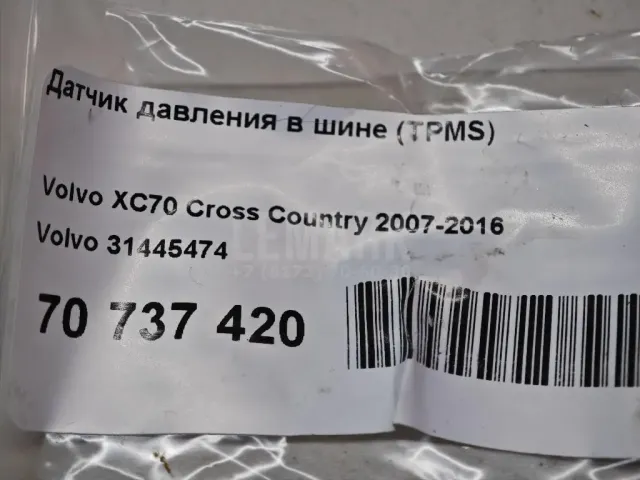 Датчик давления в шине (TPMS)
Volvo XC70 Cross Country 2007-2016
Volvo 31445474
70 737 420